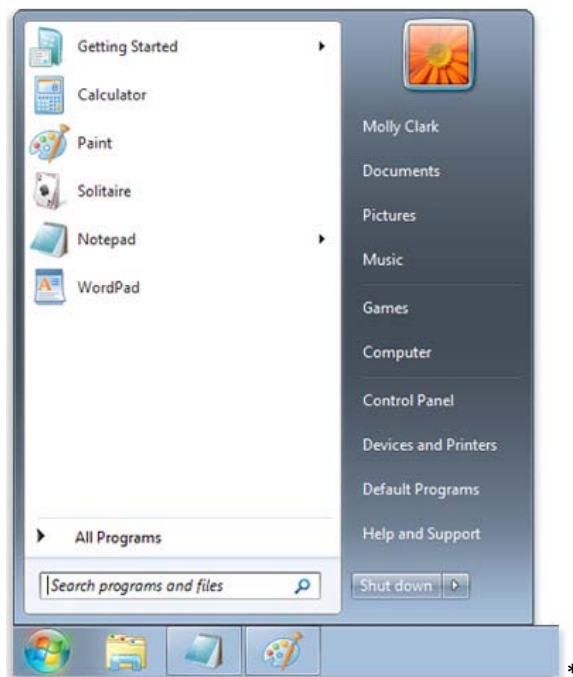 Getting Started
Calculator
Paint
Solitaire
Notepad
WordPad
All Programs
Search programs and files
Molly Clark
Documents
Pictures
Music
Games
Computer
Control Panel
Devices and Printers
Default Programs
Help and Support
Shut down
*